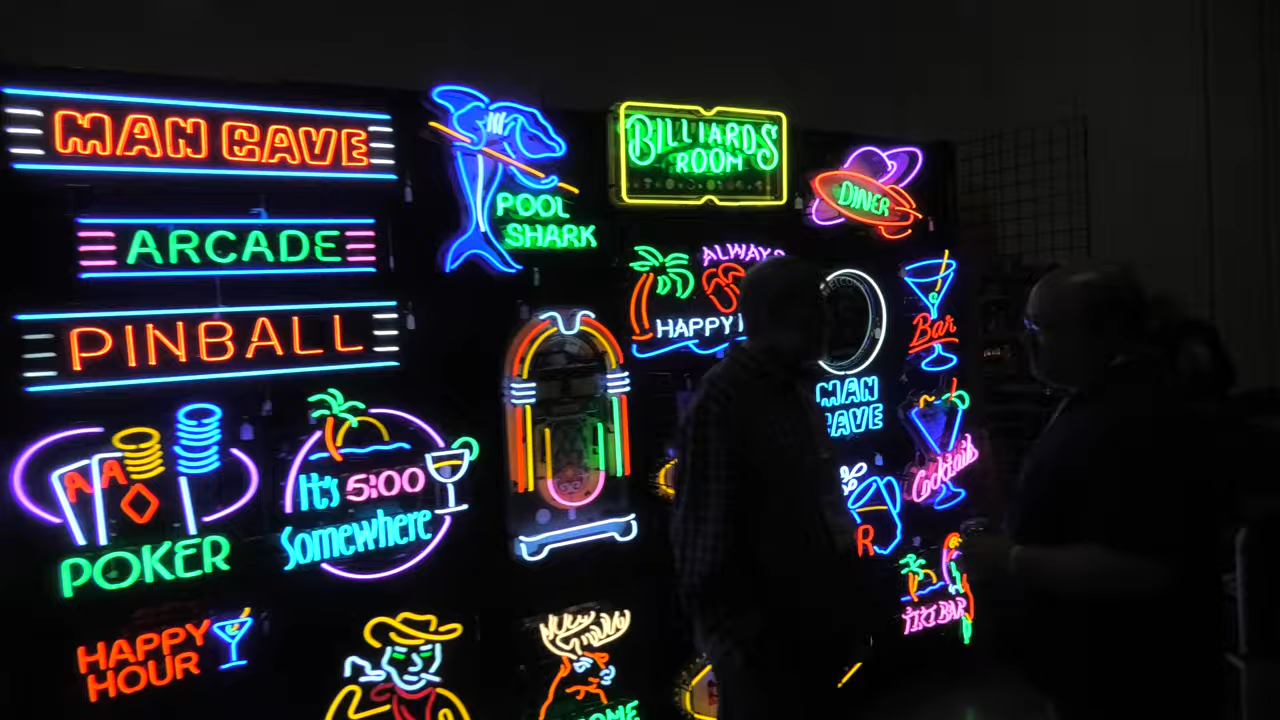 MAN CAVE
ARCADE
PINBALL
POOL
SHARK
BILLIARDS
ROOM
DINER
ALWAYS
HAPPY
Bar
MAN
CAVE
Cocktails
It's 5:00
Somewhere
POKER
TIKI BAR
HAPPY
HOUR